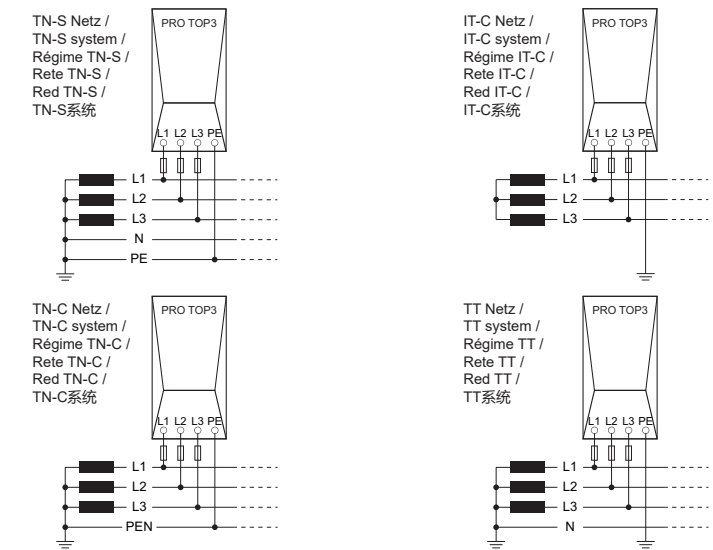 TN-S Netz /
TN-S system /
Régime TN-S /
Rete TN-S /
Red TN-S /
TN-S系统
PRO TOP3
L1 L2 L3 PE
L1
L2
L3
N
PE
IT-C Netz /
IT-C system /
Régime IT-C /
Rete IT-C /
Red IT-C /
IT-C系统
PRO TOP3
L1 L2 L3 PE
L1
L2
L3
TN-C Netz /
TN-C system /
Régime TN-C /
Rete TN-C /
Red TN-C /
TN-C系统
PRO TOP3
L1 L2 L3 PE
L1
L2
L3
PEN
TT Netz /
TT system /
Régime TT /
Rete TT /
Red TT /
TT系统
PRO TOP3
L1 L2 L3 PE
L1
L2
L3
N